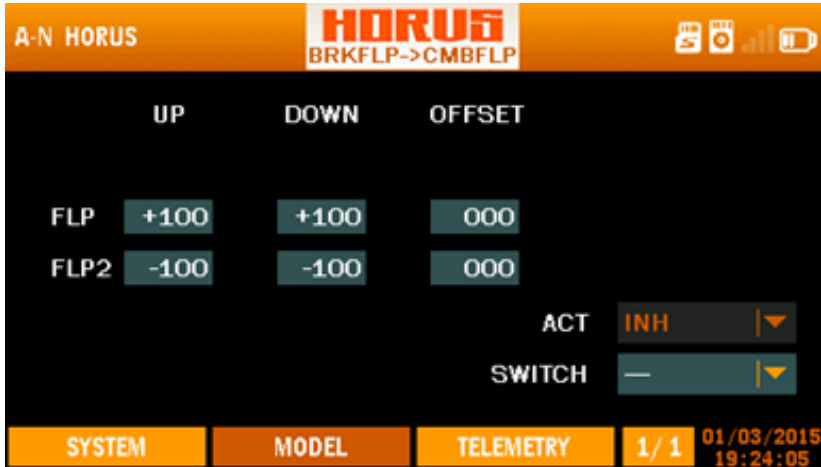 A-N HORUS
HORUS
BRKFLP->CMBFLP
S
UP DOWN OFFSET
FLP +100 +100 000
FLP2 -100 -100 000
ACT INH
SWITCH —
SYSTEM MODEL TELEMETRY 1/1 01/03/2015
19:24:05